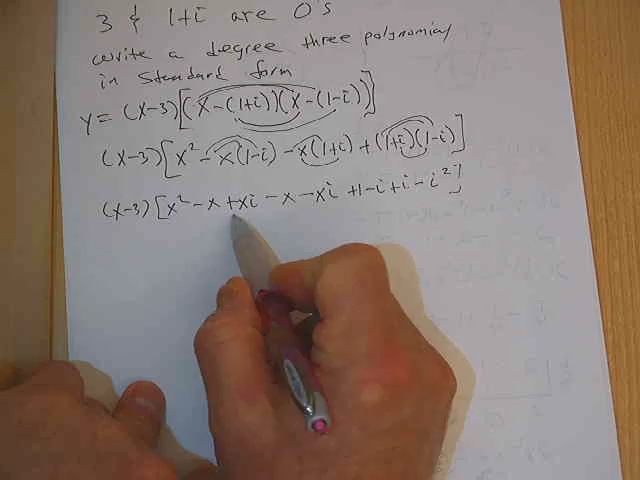 3 & 1+i are 0's
write a degree three polynomial
in Standard form
y = (x-3)[(x-(1+i))(x-(1-i)]
(x-3)[x² - x(1-i) - x(1+i) + (1+i)(1-i)]
(x-3)[x² - x + xi - x - xi + 1 - i + i - i²]